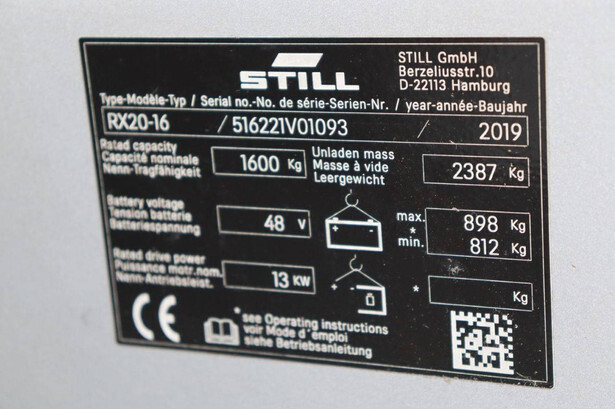 STILL
STILL GmbH
Berzeliusstr.10
D-22113 Hamburg
Type-Modèle-Typ / Serial no.-No. de série-Serien-Nr. / year-année-Baujahr
RX20-16 / 516221V01093 / 2019
Rated capacity
Capacité nominale
Nenn-Tragfähigkeit
1600 Kg
Unladen mass
Masse à vide
Leergewicht
2387 Kg
Battery voltage
Tension batterie
Batteriespannung
48 V
+ -
max. 898 Kg
*
min. 812 Kg
Rated drive power
Puissance motr.nom.
Nenn-Antriebsleist.
13 KW
+
* Kg
CE
*see Operating instructions
voir Mode d'emploi
siehe Betriebsanleitung